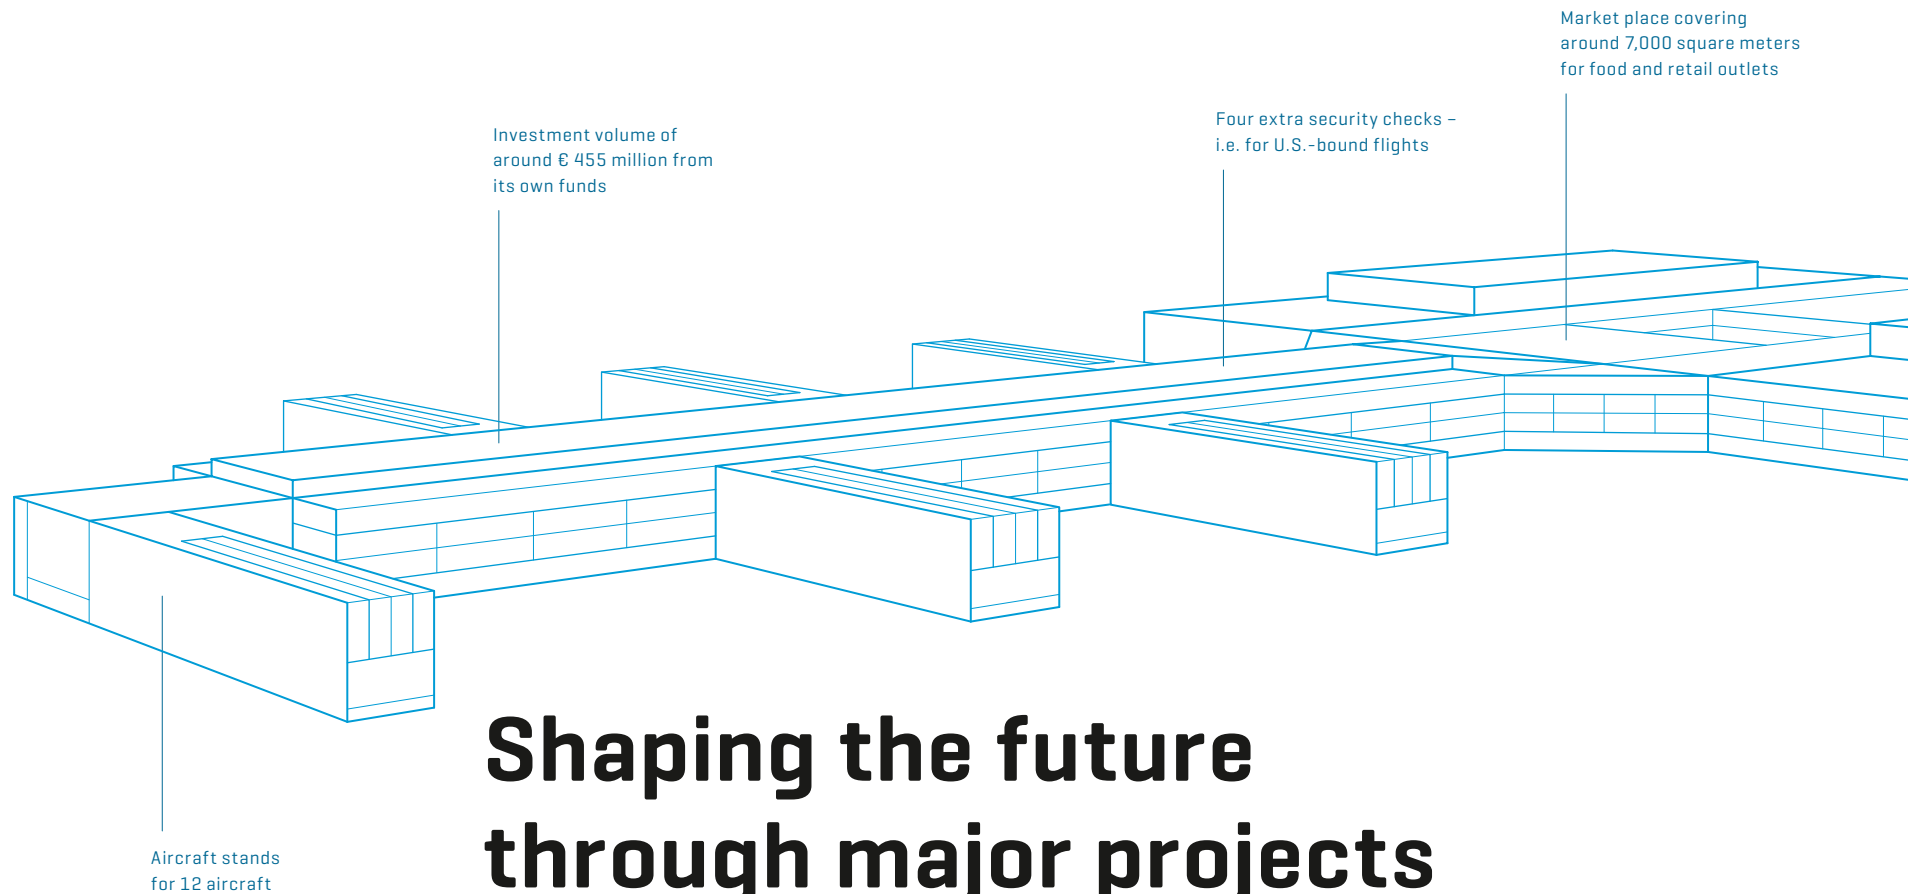 Market place covering
around 7,000 square meters
for food and retail outlets
Four extra security checks –
i.e. for U.S.-bound flights
Investment volume of
around € 455 million from
its own funds
Shaping the future
through major projects
Aircraft stands
for 12 aircraft